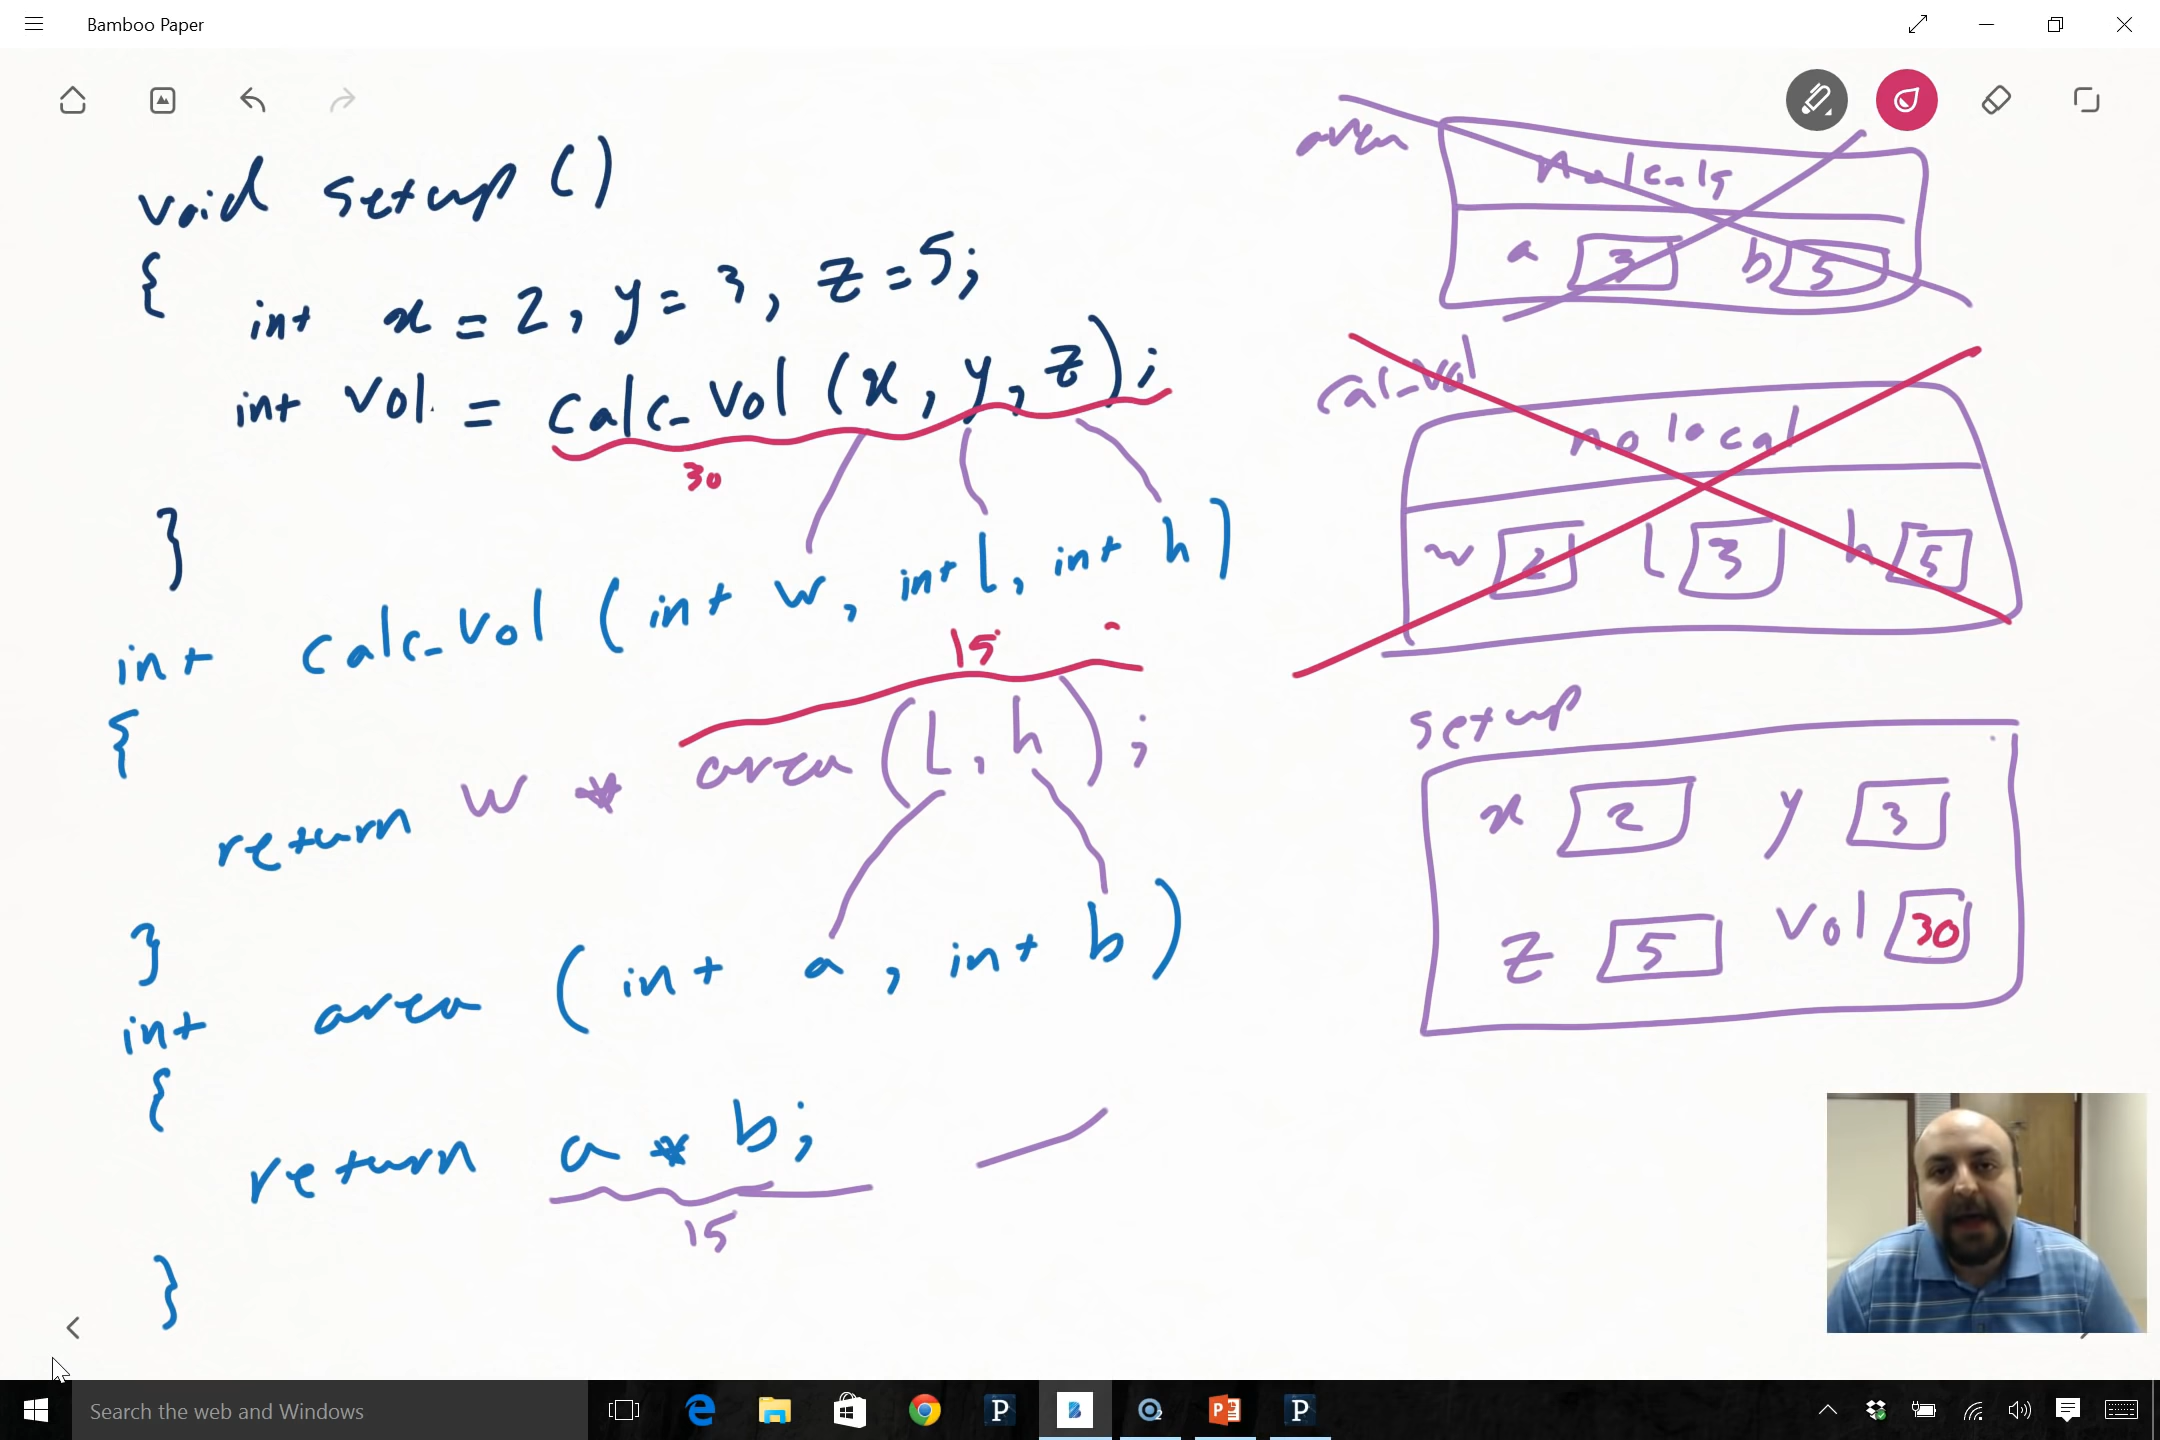 Bamboo Paper
void setup ()
{
int x = 2, y = 3, z = 5;
int vol = calc_vol (x, y, z);
30
}
int calc_vol (int w, int l, int h)
{
15
return w * area (l, h);
}
int area (int a, int b)
{
return a * b;
15
}
area
No lcals
a 3 b 5
cal_vol
no local
w 2 l 3 h 5
setup
x 2 y 3
z 5 vol 30
Search the web and Windows